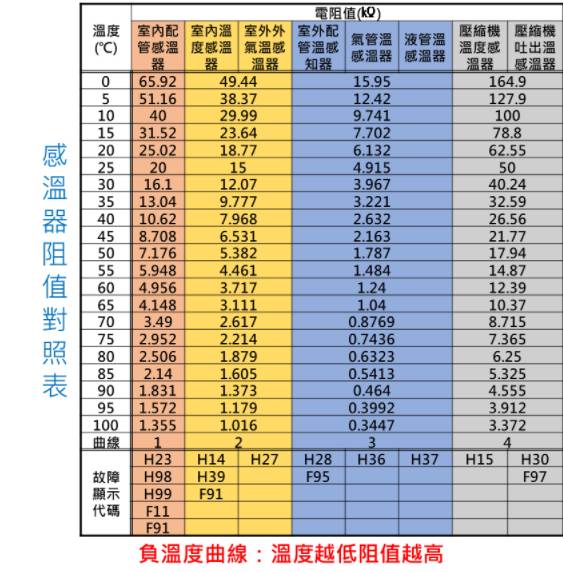 感溫器阻值對照表
電阻值(kΩ)
溫度(℃) 室內配管感溫器 室內溫度感溫器 室外外氣溫感溫器 室外配管溫感知器 氣管溫感溫器 液管溫感溫器 壓縮機溫度感溫器 壓縮機吐出溫感溫器
0 65.92 49.44 15.95 164.9
5 51.16 38.37 12.42 127.9
10 40 29.99 9.741 100
15 31.52 23.64 7.702 78.8
20 25.02 18.77 6.132 62.55
25 20 15 4.915 50
30 16.1 12.07 3.967 40.24
35 13.04 9.777 3.221 32.59
40 10.62 7.968 2.632 26.56
45 8.708 6.531 2.163 21.77
50 7.176 5.382 1.787 17.94
55 5.948 4.461 1.484 14.87
60 4.956 3.717 1.24 12.39
65 4.148 3.111 1.04 10.37
70 3.49 2.617 0.8769 8.715
75 2.952 2.214 0.7436 7.365
80 2.506 1.879 0.6323 6.25
85 2.14 1.605 0.5413 5.325
90 1.831 1.373 0.464 4.555
95 1.572 1.179 0.3992 3.912
100 1.355 1.016 0.3447 3.372
曲線 1 2 3 4
故障顯示代碼
H23 H14 H27 H28 H36 H37 H15 H30
H98 H39 F95 F97
H99 F91
F11
F91
負溫度曲線：溫度越低阻值越高